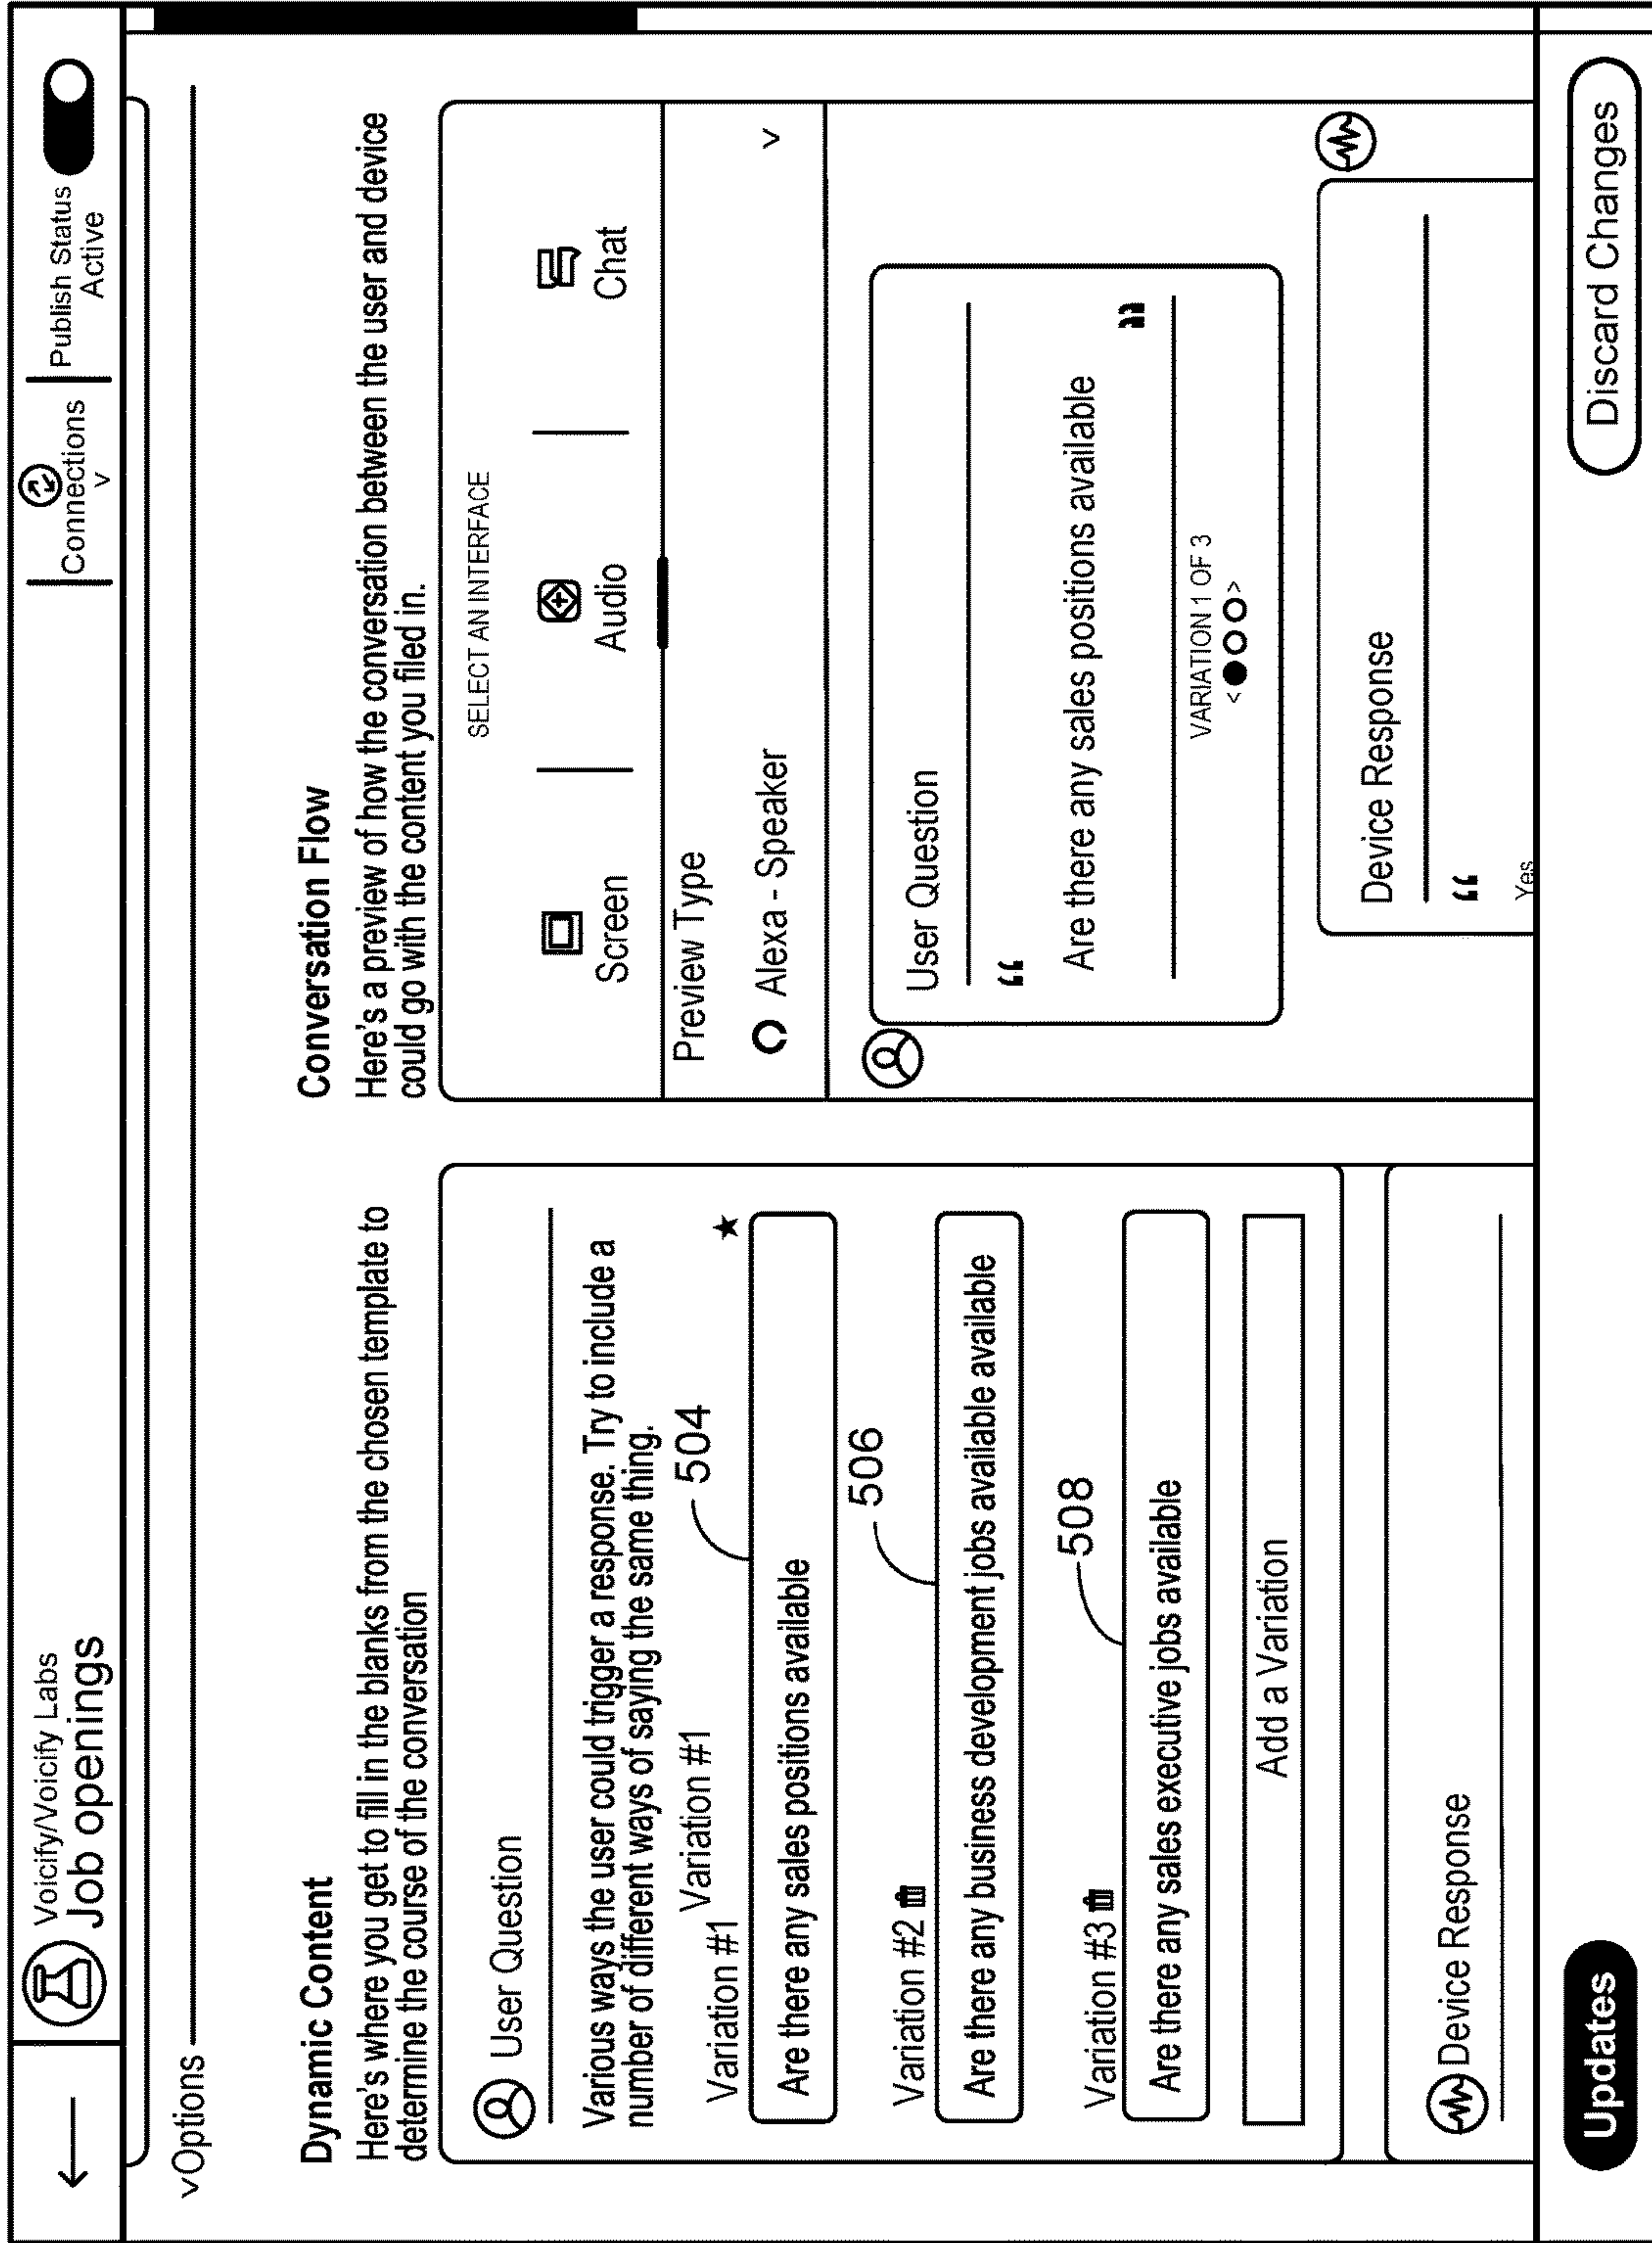 Voicify/Voicify Labs
Job openings
Connections
v
Publish Status
Active
vOptions
Dynamic Content
Here's where you get to fill in the blanks from the chosen template to
determine the course of the conversation
User Question
Various ways the user could trigger a response. Try to include a
number of different ways of saying the same thing.
Variation #1
Variation #1
504
Are there any sales positions available
Variation #2
506
Are there any business development jobs available available
Variation #3
508
Are there any sales executive jobs available
Add a Variation
Device Response
Conversation Flow
Here's a preview of how the conversation between the user and device
could go with the content you filed in.
SELECT AN INTERFACE
Screen
Audio
Chat
Preview Type
Alexa - Speaker
v
User Question
“
Are there any sales positions available
”
VARIATION 1 OF 3
< >
Device Response
“
Yes
Updates
Discard Changes